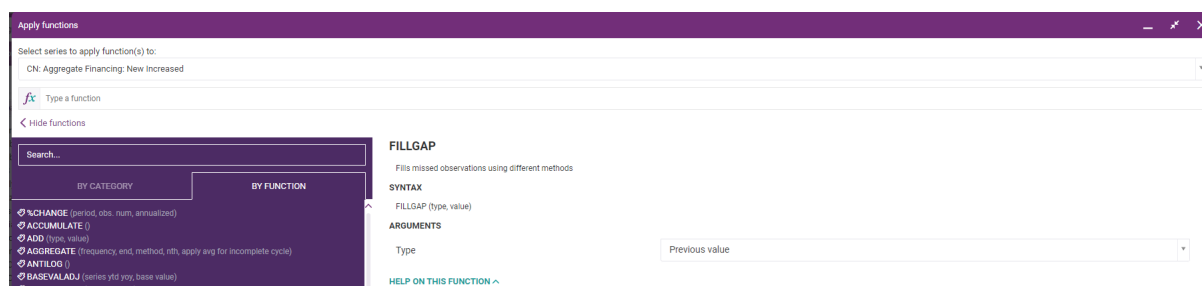 Apply functions
Select series to apply function(s) to:
CN: Aggregate Financing: New Increased
fx Type a function
Hide functions
Search...
BY CATEGORY
BY FUNCTION
%CHANGE (period, obs. num, annualized)
ACCUMULATE ()
ADD (type, value)
AGGREGATE (frequency, end, method, nth, apply avg for incomplete cycle)
ANTILOG ()
BASEVALADJ (series ytd yoy, base value)
FILLGAP
Fills missed observations using different methods
SYNTAX
FILLGAP (type, value)
ARGUMENTS
Type
Previous value
HELP ON THIS FUNCTION